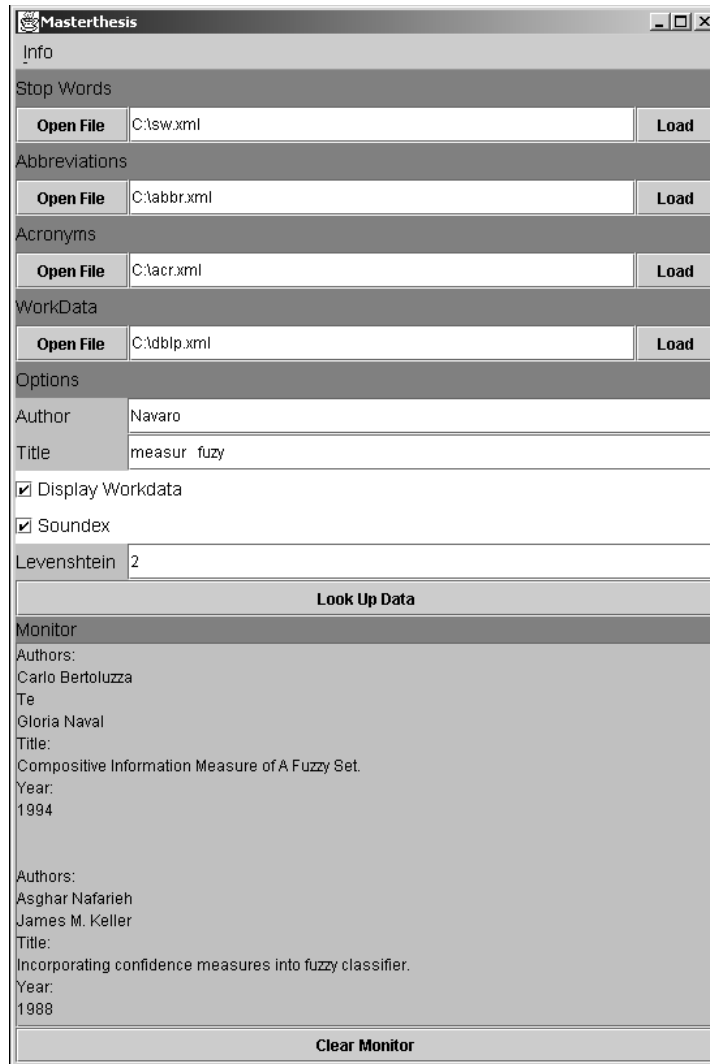 Masterthesis
Info
Stop Words
Open File C:\sw.xml Load
Abbreviations
Open File C:\abbr.xml Load
Acronyms
Open File C:\acr.xml Load
WorkData
Open File C:\dblp.xml Load
Options
Author Navaro
Title measur fuzy
Display Workdata
Soundex
Levenshtein 2
Look Up Data
Monitor
Authors:
Carlo Bertoluzza
Te
Gloria Naval
Title:
Compositive Information Measure of A Fuzzy Set.
Year:
1994
Authors:
Asghar Nafarieh
James M. Keller
Title:
Incorporating confidence measures into fuzzy classifier.
Year:
1988
Clear Monitor